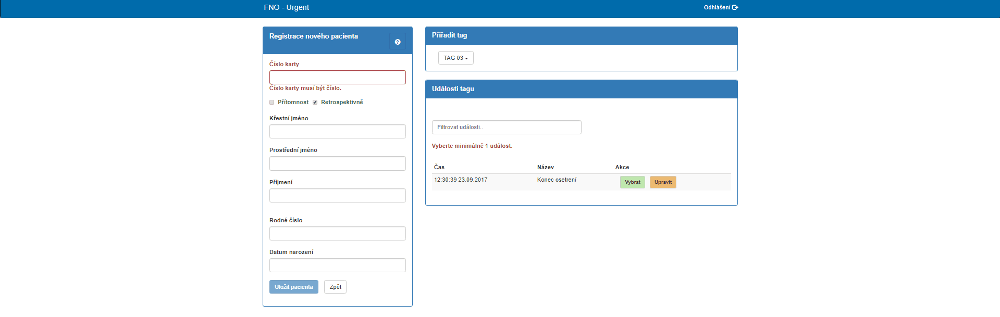 FNO - Urgent
Odhlášení
Registrace nového pacienta
Číslo karty
Číslo karty musí být číslo.
Přítomnost Retrospektivně
Křestní jméno
Prostřední jméno
Příjmení
Rodné číslo
Datum narození
Uložit pacienta Zpět
Přiřadit tag
TAG 03
Události tagu
Filtrovat události..
Vyberte minimálně 1 událost.
Čas Název Akce
12:30:39 23.09.2017 Konec osetrení Vybrat Upravit